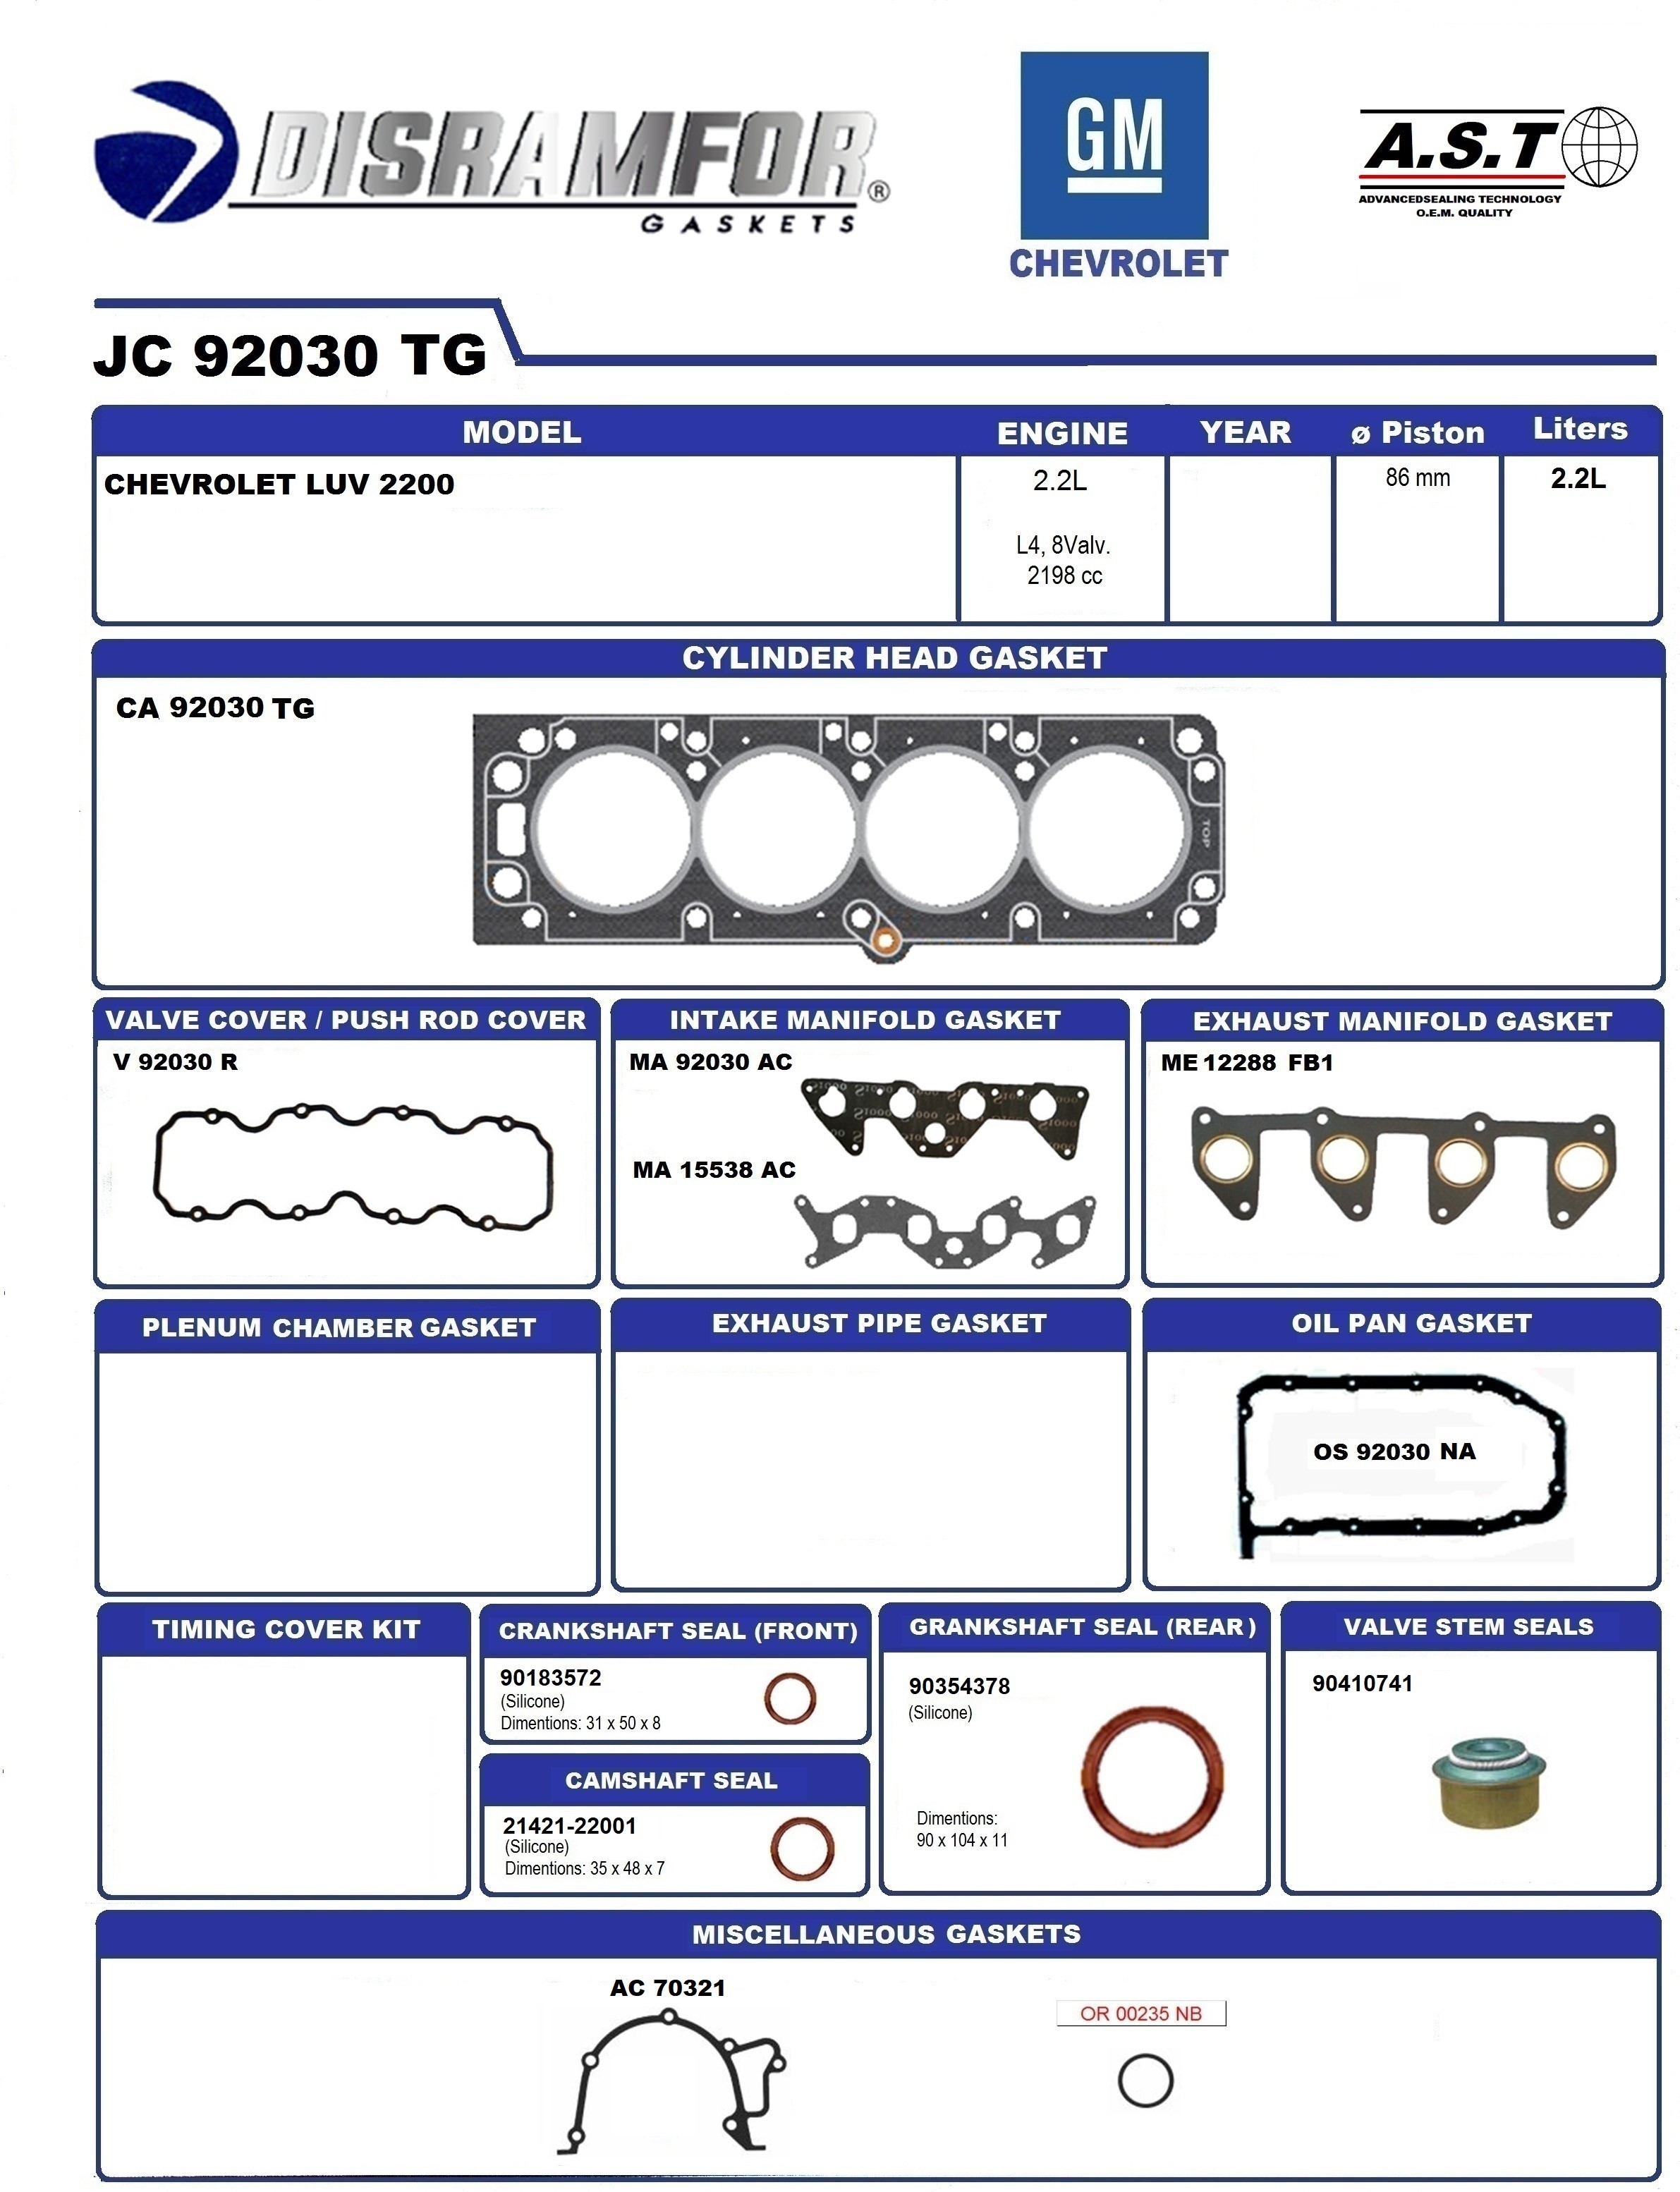 DISRAMFOR®
GASKETS
GM
CHEVROLET
A.S.T
ADVANCEDSEALING TECHNOLOGY
O.E.M. QUALITY
JC 92030 TG
MODEL ENGINE YEAR ø Piston Liters
CHEVROLET LUV 2200 2.2L 86 mm 2.2L
L4, 8Valv.
2198 cc
CYLINDER HEAD GASKET
CA 92030 TG
TOP
VALVE COVER / PUSH ROD COVER
V 92030 R
INTAKE MANIFOLD GASKET
MA 92030 AC
MA 15538 AC
EXHAUST MANIFOLD GASKET
ME 12288 FB1
PLENUM CHAMBER GASKET
EXHAUST PIPE GASKET
OIL PAN GASKET
OS 92030 NA
TIMING COVER KIT
CRANKSHAFT SEAL (FRONT)
90183572
(Silicone)
Dimentions: 31 x 50 x 8
CAMSHAFT SEAL
21421-22001
(Silicone)
Dimentions: 35 x 48 x 7
GRANKSHAFT SEAL (REAR)
90354378
(Silicone)
Dimentions:
90 x 104 x 11
VALVE STEM SEALS
90410741
MISCELLANEOUS GASKETS
AC 70321
OR 00235 NB